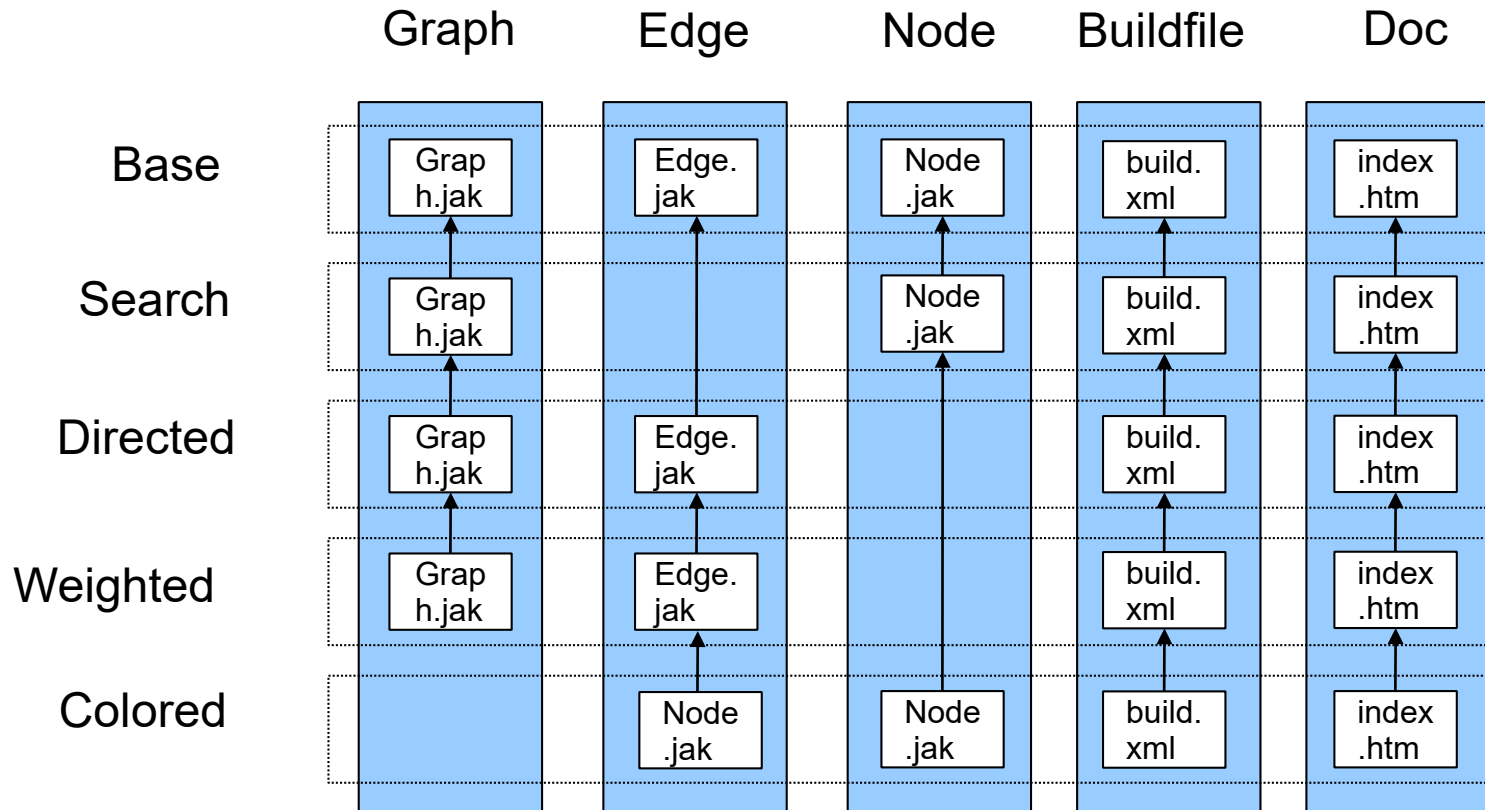 Graph Edge Node Buildfile Doc
Base
Grap
h.jak
Edge.
jak
Node
.jak
build.
xml
index
.htm
Search
Grap
h.jak
Node
.jak
build.
xml
index
.htm
Directed
Grap
h.jak
Edge.
jak
build.
xml
index
.htm
Weighted
Grap
h.jak
Edge.
jak
build.
xml
index
.htm
Colored
Node
.jak
Node
.jak
build.
xml
index
.htm